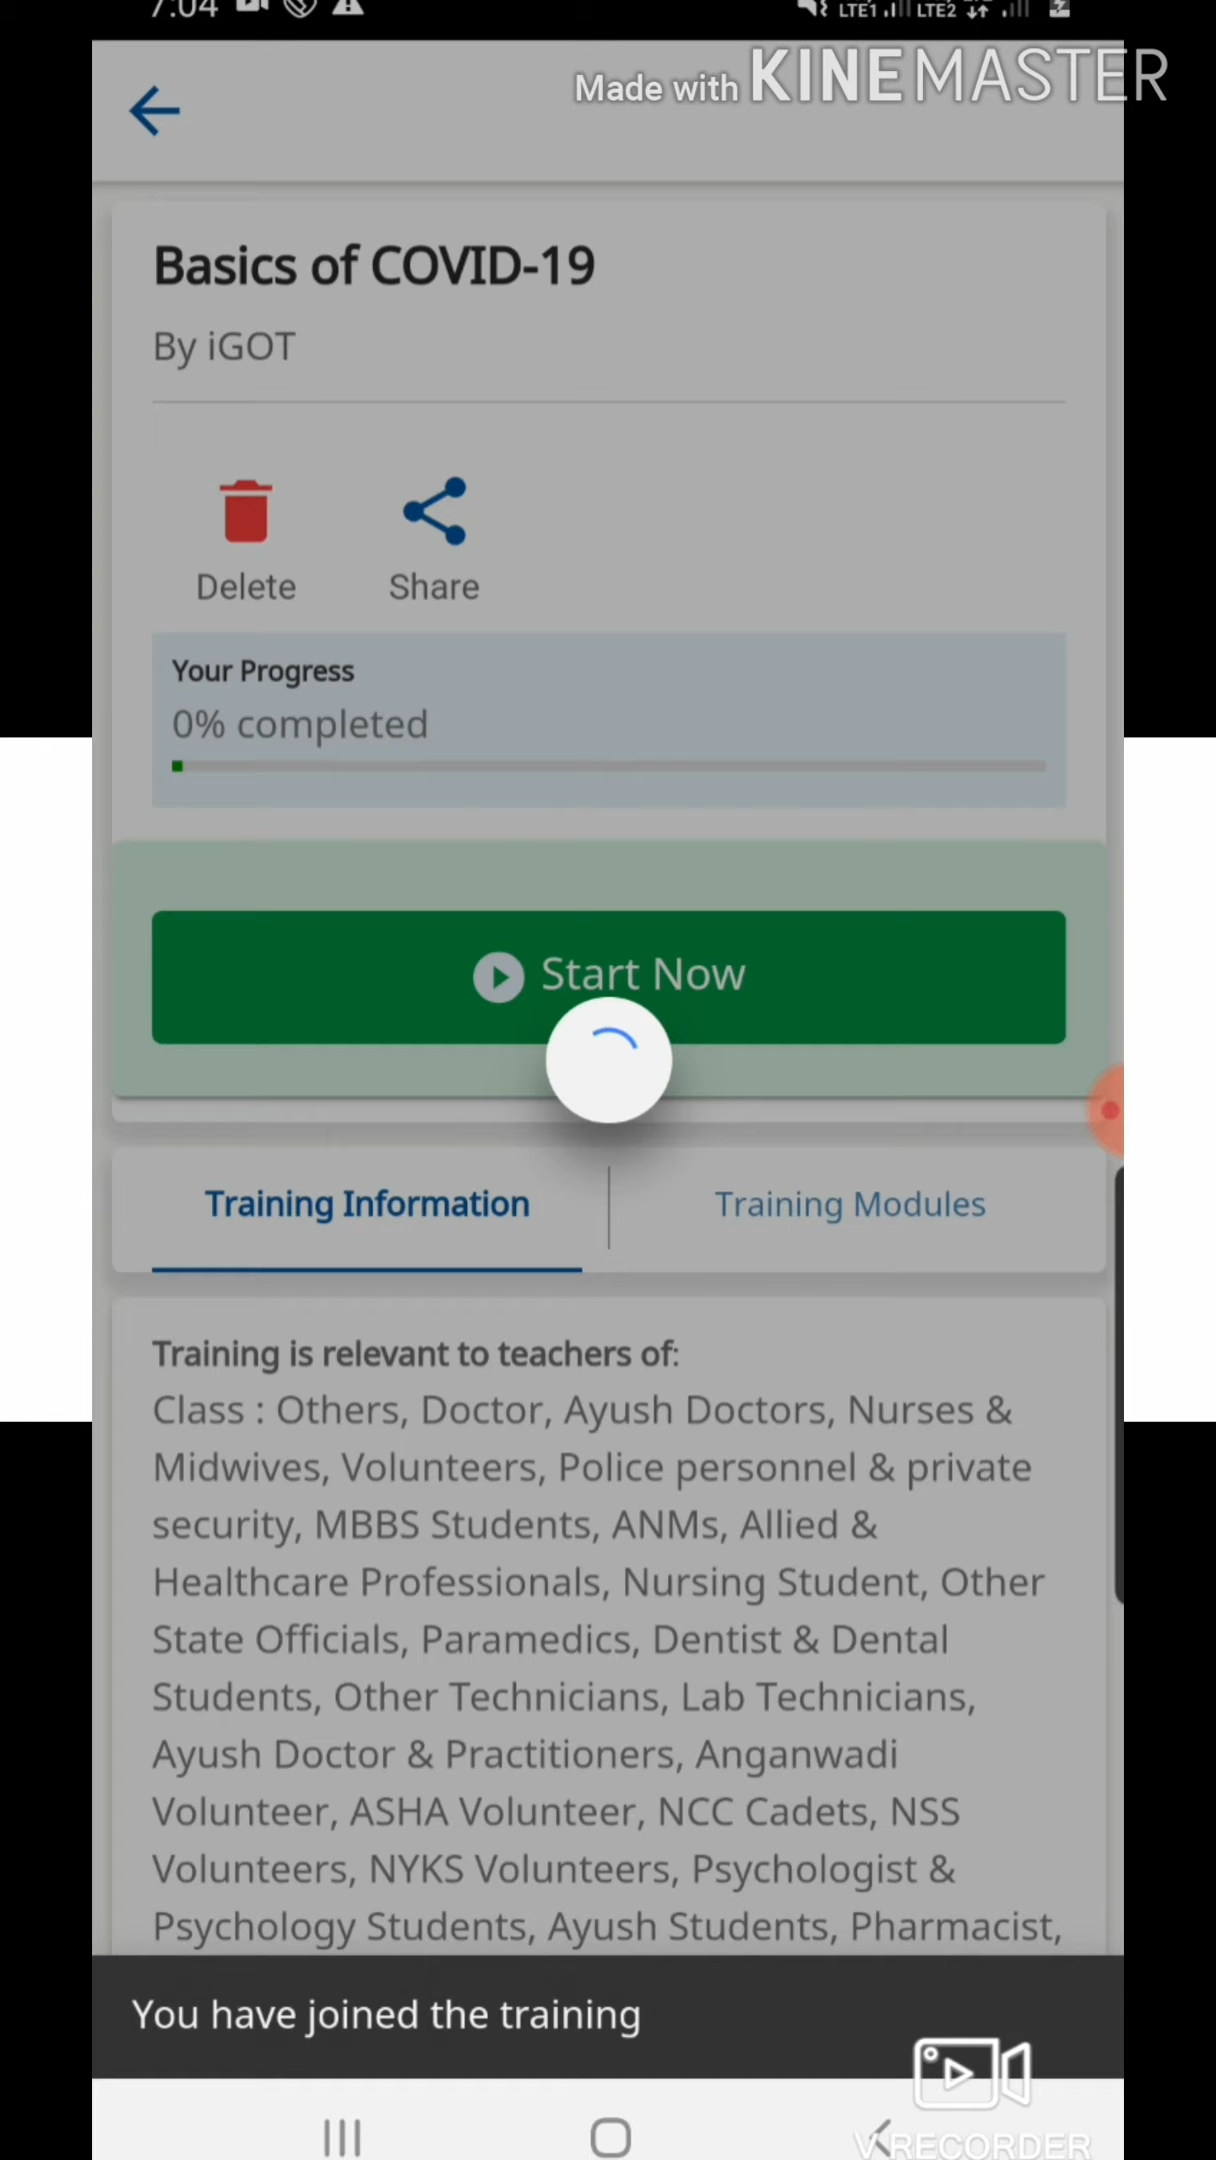 7:04
LTE1 LTE2
Made with KINEMASTER
Basics of COVID-19
By iGOT
Delete Share
Your Progress
0% completed
Start Now
Training Information Training Modules
Training is relevant to teachers of:
Class : Others, Doctor, Ayush Doctors, Nurses &
Midwives, Volunteers, Police personnel & private
security, MBBS Students, ANMs, Allied &
Healthcare Professionals, Nursing Student, Other
State Officials, Paramedics, Dentist & Dental
Students, Other Technicians, Lab Technicians,
Ayush Doctor & Practitioners, Anganwadi
Volunteer, ASHA Volunteer, NCC Cadets, NSS
Volunteers, NYKS Volunteers, Psychologist &
Psychology Students, Ayush Students, Pharmacist,
You have joined the training
V RECORDER